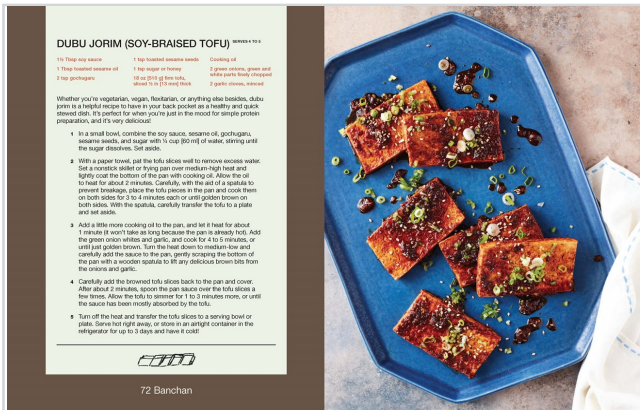 DUBU JORIM (SOY-BRAISED TOFU) SERVES 4 TO 6
1½ Tbsp soy sauce
1 Tbsp toasted sesame oil
2 tsp gochugaru
1 tsp toasted sesame seeds
1 tsp sugar or honey
18 oz [510 g] firm tofu,
about ½ in [13 mm] thick
Cooking oil
2 green onions, green and
white parts finely chopped
2 garlic cloves, minced
Whether you're vegetarian, vegan, flexitarian, or anything else besides, dubu
jorim is a helpful recipe to have in your back pocket as a healthy and quick
stewed dish. It's perfect for when you're just in the mood for simple protein
preparation, and it's very delicious!
1 In a small bowl, combine the soy sauce, sesame oil, gochugaru,
sesame seeds, and sugar with ¼ cup [60 ml] of water, stirring until
the sugar dissolves. Set aside.
2 With a paper towel, pat the tofu slices well to remove excess water.
Set a nonstick skillet or frying pan over medium-high heat and
lightly coat the bottom of the pan with cooking oil. Allow the oil
to heat for about 2 minutes. Carefully, with the aid of a spatula to
prevent breakage, place the tofu pieces in the pan and cook them
on both sides for 3 to 4 minutes each or until golden brown on
both sides. With the spatula, carefully transfer the tofu to a plate
and set aside.
3 Add a little more cooking oil to the pan, and let it heat for about
1 minute (it won't take as long because the pan is already hot). Add
the green onion whites and garlic, and cook for 4 to 5 minutes, or
until just golden brown. Turn the heat down to medium-low and
carefully add the sauce to the pan, gently scraping the bottom of
the pan with a wooden spatula to lift any delicious brown bits from
the onions and garlic.
4 Carefully add the browned tofu slices back to the pan and cover.
After about 2 minutes, spoon the pan sauce over the tofu slices a
few times. Allow the tofu to simmer for 1 to 3 minutes more, or until
the sauce has been mostly absorbed by the tofu.
5 Turn off the heat and transfer the tofu slices to a serving bowl or
plate. Serve hot right away, or store in an airtight container in the
refrigerator for up to 3 days and have it cold!
72 Banchan